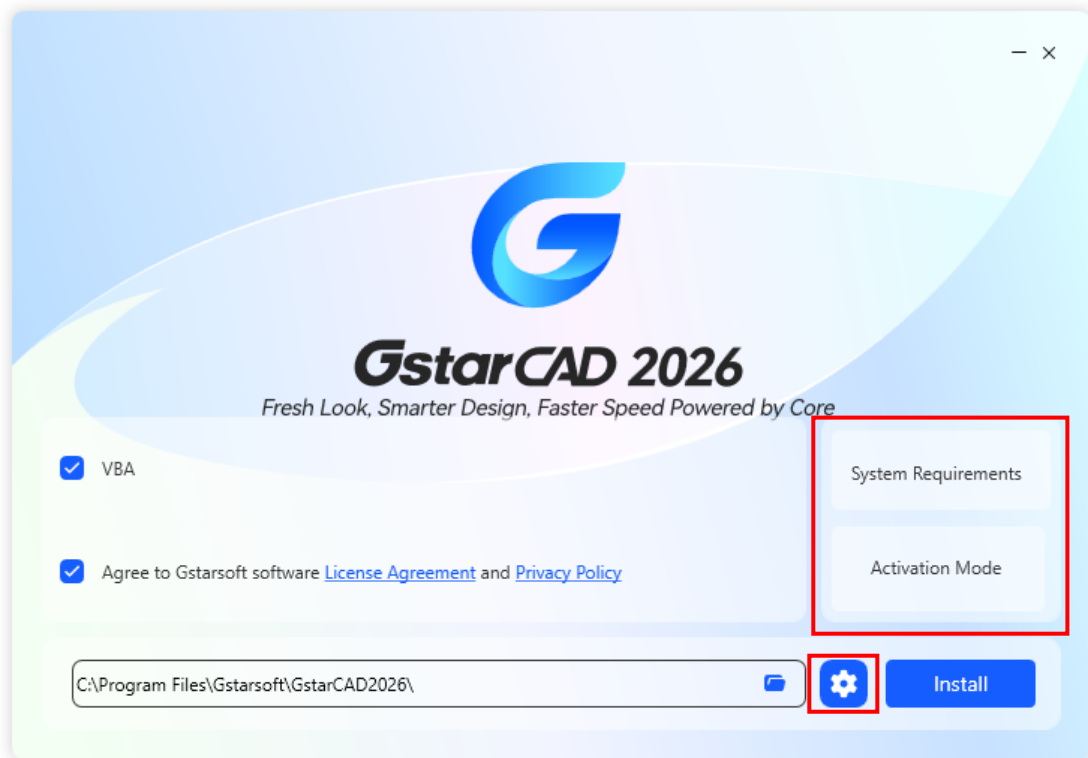 GstarCAD 2026
Fresh Look, Smarter Design, Faster Speed Powered by Core
VBA
System Requirements
Agree to Gstarsoft software License Agreement and Privacy Policy
Activation Mode
C:\Program Files\Gstarsoft\GstarCAD2026\
Install